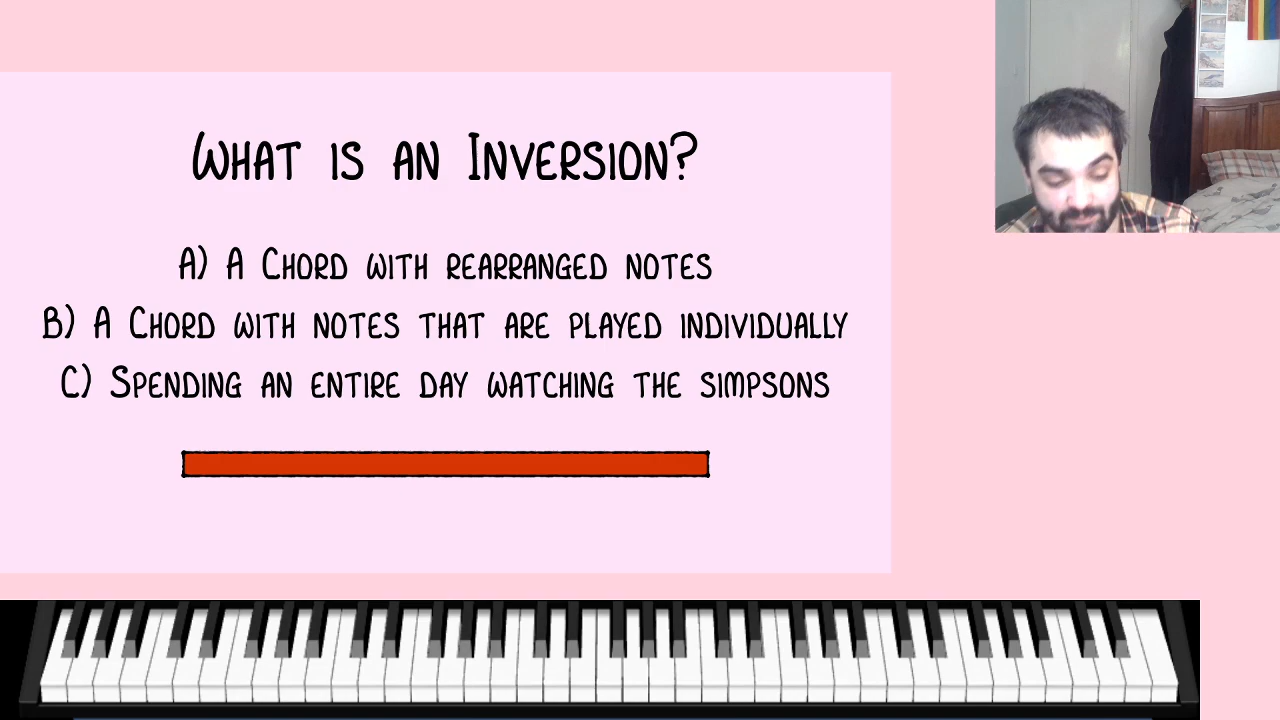 What is an Inversion?
A) A Chord with rearranged notes
B) A Chord with notes that are played individually
C) Spending an entire day watching the simpsons